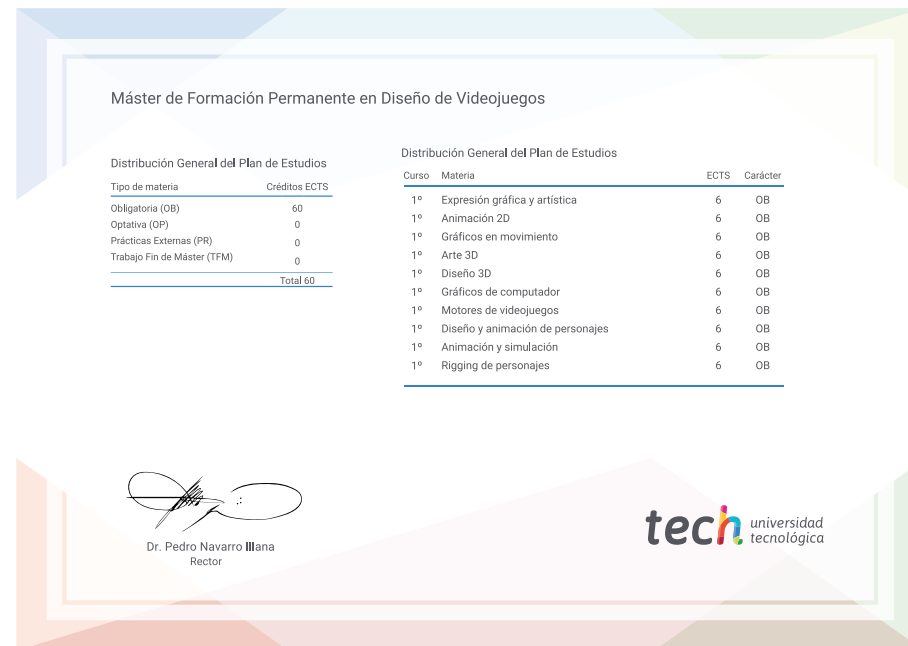 Máster de Formación Permanente en Diseño de Videojuegos
Distribución General del Plan de Estudios
Tipo de materia Créditos ECTS
Obligatoria (OB) 60
Optativa (OP) 0
Prácticas Externas (PR) 0
Trabajo Fin de Máster (TFM) 0
Total 60
Distribución General del Plan de Estudios
Curso Materia ECTS Carácter
1º Expresión gráfica y artística 6 OB
1º Animación 2D 6 OB
1º Gráficos en movimiento 6 OB
1º Arte 3D 6 OB
1º Diseño 3D 6 OB
1º Gráficos de computador 6 OB
1º Motores de videojuegos 6 OB
1º Diseño y animación de personajes 6 OB
1º Animación y simulación 6 OB
1º Rigging de personajes 6 OB
Dr. Pedro Navarro Illana
Rector
tech universidad
tecnológica